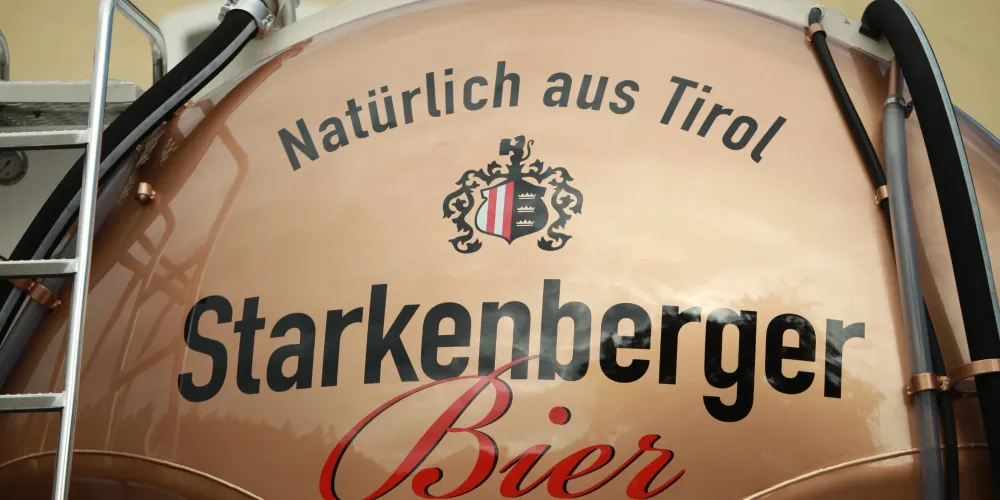 Natürlich aus Tirol
Starkenberger
Bier